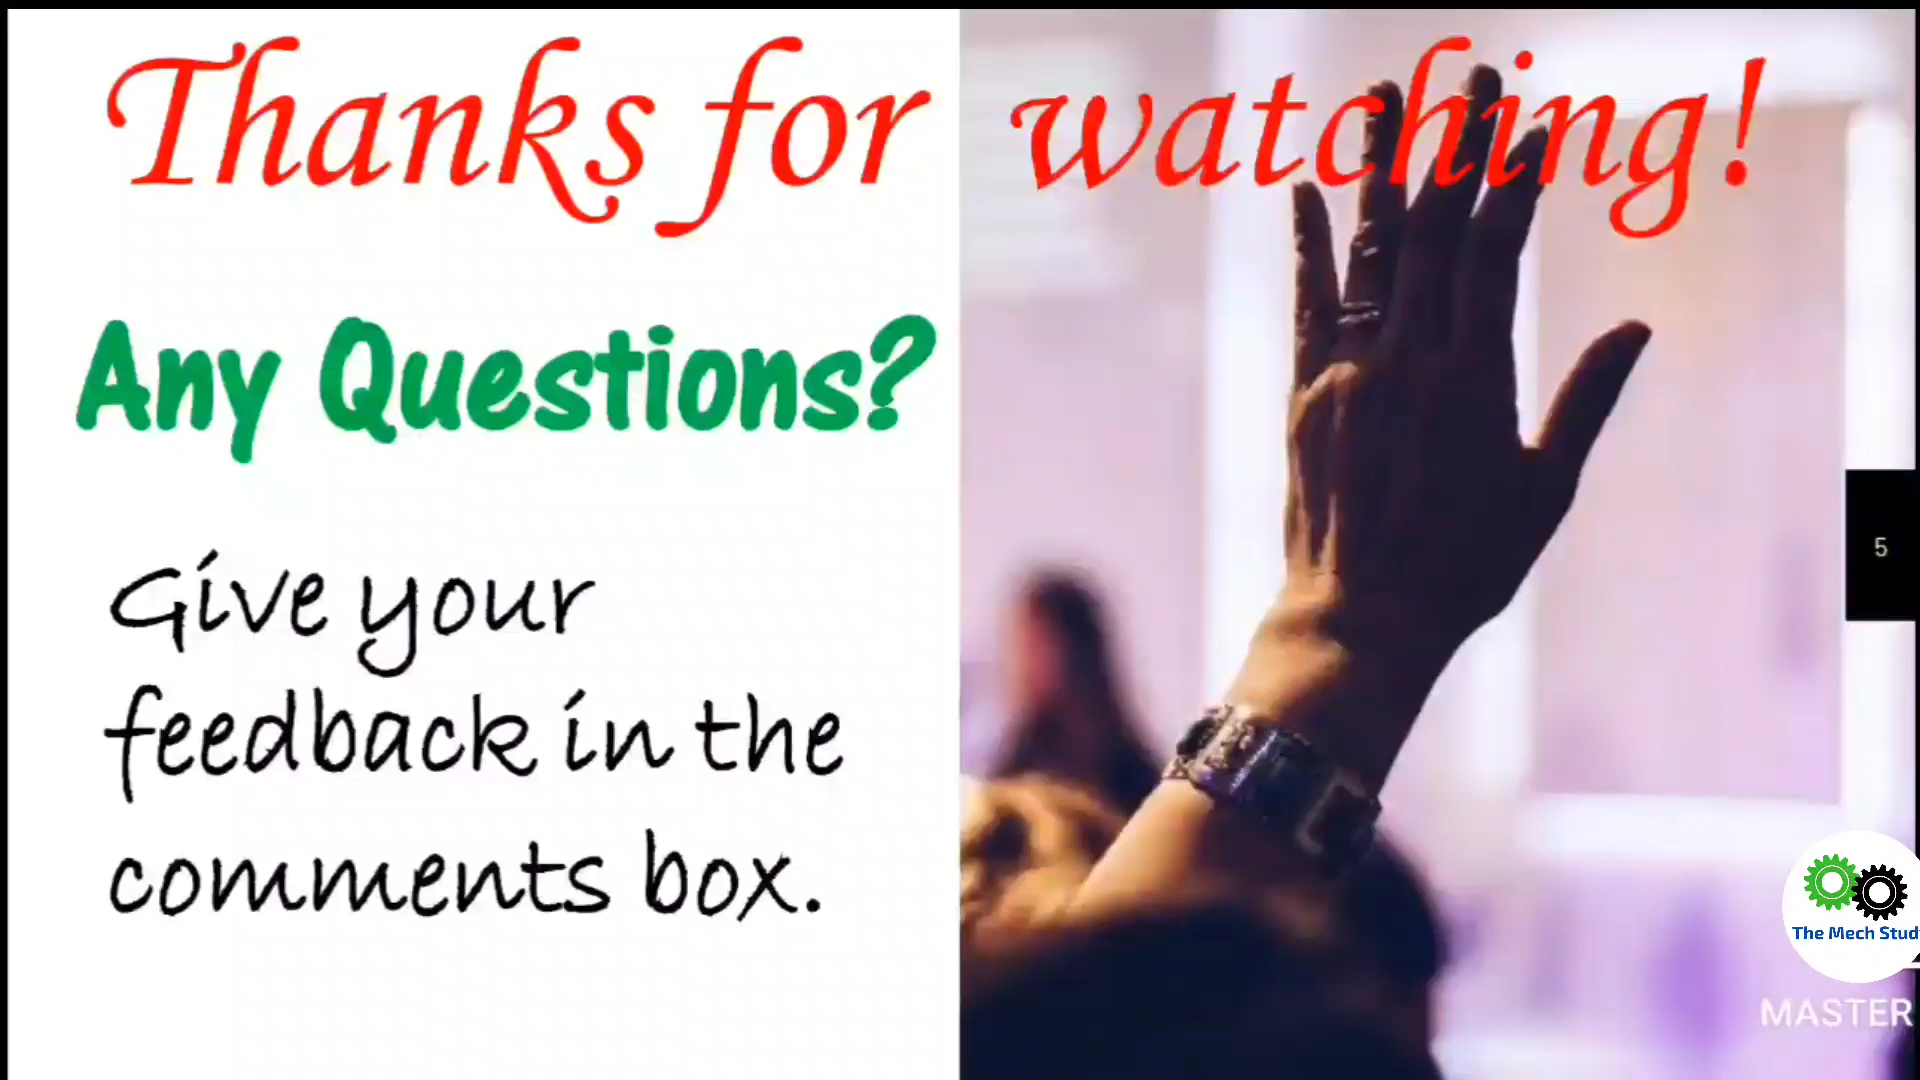 Thanks for watching!
Any Questions?
Give your
feedback in the
comments box.
5
The Mech Stud
MASTER